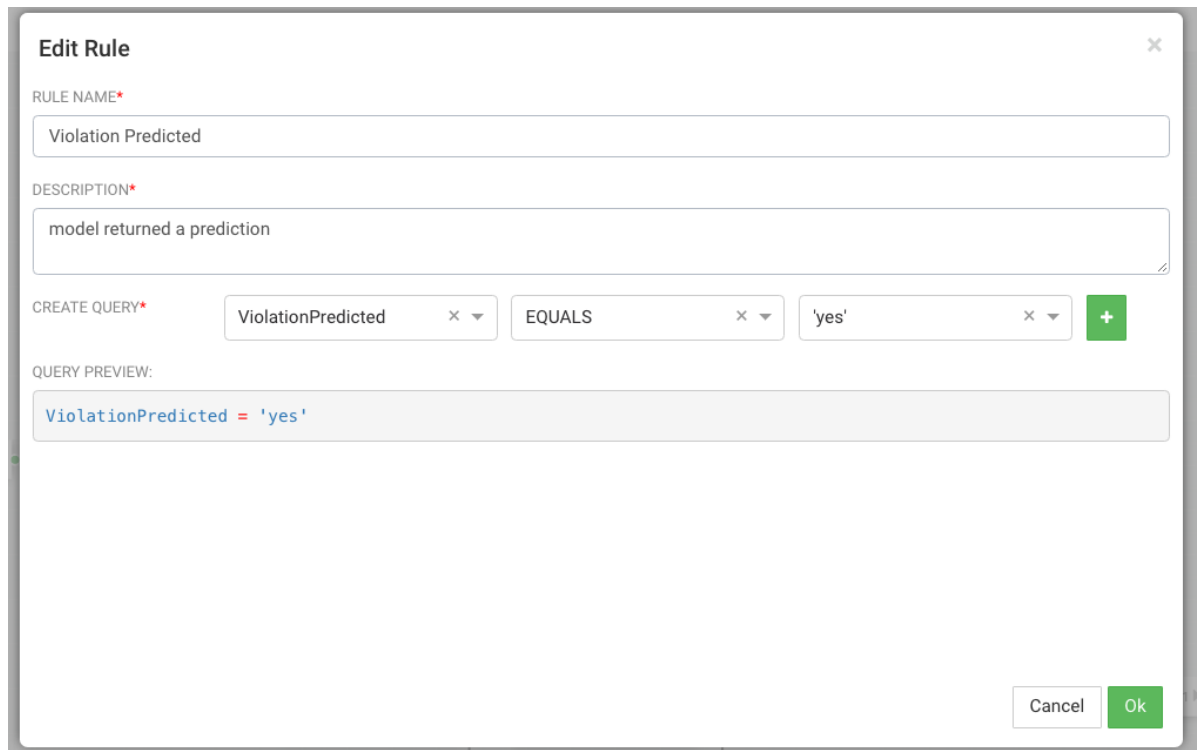 Edit Rule ×
RULE NAME*
Violation Predicted
DESCRIPTION*
model returned a prediction
CREATE QUERY* ViolationPredicted × EQUALS × 'yes' × +
QUERY PREVIEW:
ViolationPredicted = 'yes'
Cancel Ok